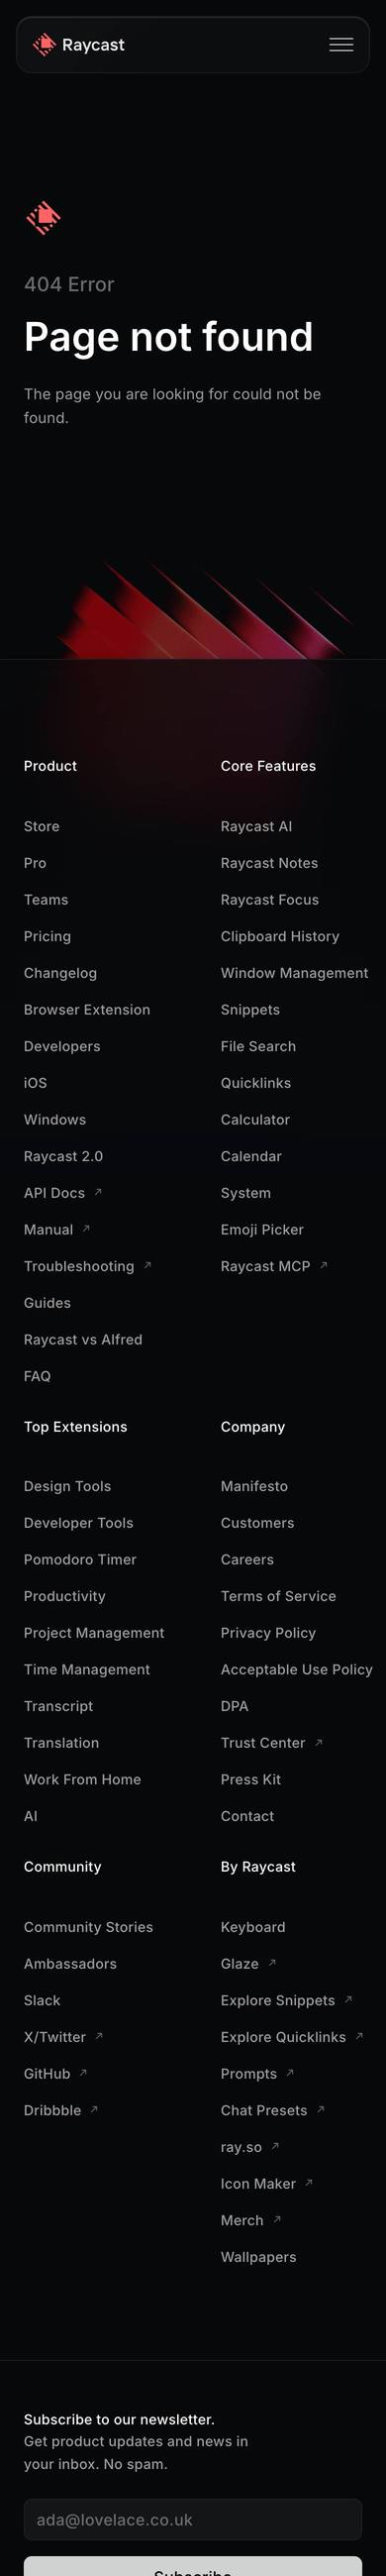 Raycast
404 Error
Page not found
The page you are looking for could not be
found.
Product
Store
Pro
Teams
Pricing
Changelog
Browser Extension
Developers
iOS
Windows
Raycast 2.0
API Docs ↗
Manual ↗
Troubleshooting ↗
Guides
Raycast vs Alfred
FAQ
Core Features
Raycast AI
Raycast Notes
Raycast Focus
Clipboard History
Window Management
Snippets
File Search
Quicklinks
Calculator
Calendar
System
Emoji Picker
Raycast MCP ↗
Top Extensions
Design Tools
Developer Tools
Pomodoro Timer
Productivity
Project Management
Time Management
Transcript
Translation
Work From Home
AI
Company
Manifesto
Customers
Careers
Terms of Service
Privacy Policy
Acceptable Use Policy
DPA
Trust Center ↗
Press Kit
Contact
Community
Community Stories
Ambassadors
Slack
X/Twitter ↗
GitHub ↗
Dribbble ↗
By Raycast
Keyboard
Glaze ↗
Explore Snippets ↗
Explore Quicklinks ↗
Prompts ↗
Chat Presets ↗
ray.so ↗
Icon Maker ↗
Merch ↗
Wallpapers
Subscribe to our newsletter.
Get product updates and news in
your inbox. No spam.
ada@lovelace.co.uk
Subscribe